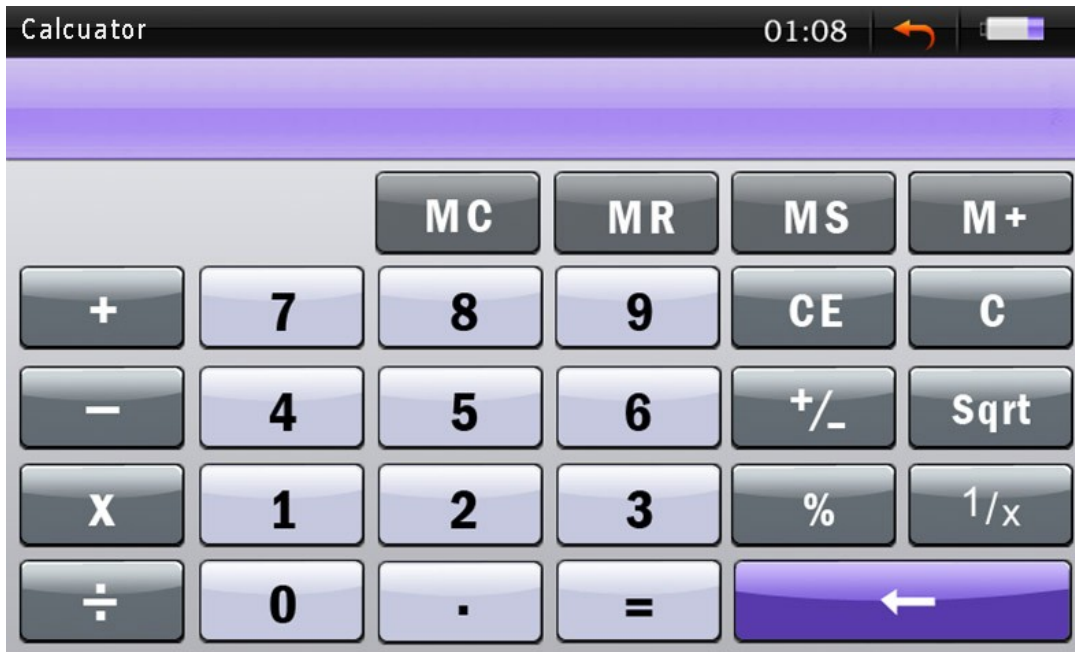 Calcuator 01:08
MC MR MS M+
+ 7 8 9 CE C
− 4 5 6 +/- Sqrt
X 1 2 3 % 1/x
÷ 0 . = ←